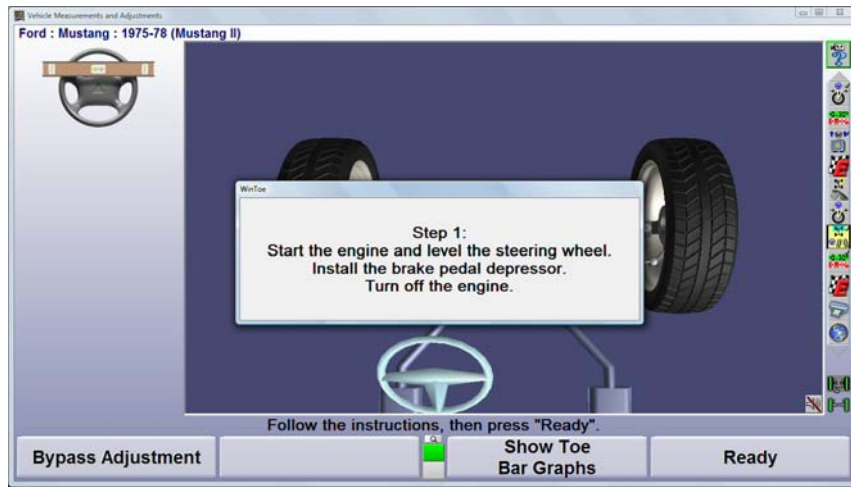 Vehicle Measurements and Adjustments
Ford : Mustang : 1975-78 (Mustang II)
WinToe
Step 1:
Start the engine and level the steering wheel.
Install the brake pedal depressor.
Turn off the engine.
Follow the instructions, then press "Ready".
Bypass Adjustment
Show Toe
Bar Graphs
Ready